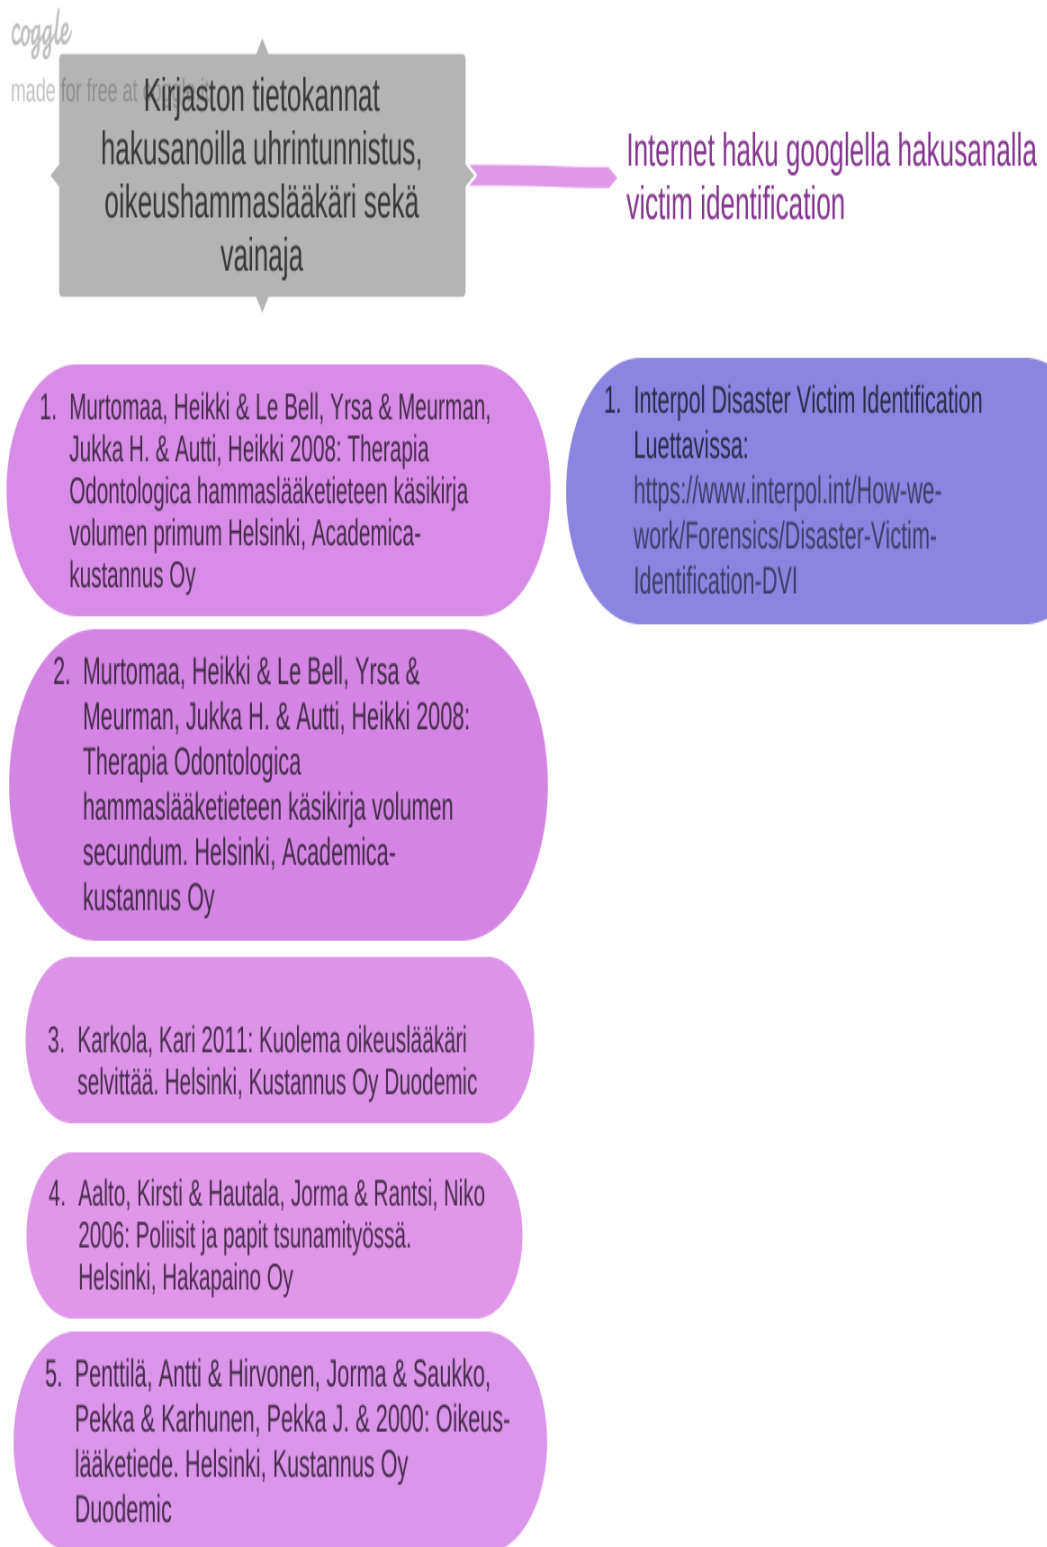 coggle
made for free at coggle.it
Kirjaston tietokannat
hakusanoilla uhrintunnistus,
oikeushammaslääkäri sekä
vainaja
Internet haku googlella hakusanalla
victim identification
1. Murtomaa, Heikki & Le Bell, Yrsa & Meurman,
Jukka H. & Autti, Heikki 2008: Therapia
Odontologica hammaslääketieteen käsikirja
volumen primum Helsinki, Academica-
kustannus Oy
2. Murtomaa, Heikki & Le Bell, Yrsa &
Meurman, Jukka H. & Autti, Heikki 2008:
Therapia Odontologica
hammaslääketieteen käsikirja volumen
secundum. Helsinki, Academica-
kustannus Oy
3. Karkola, Kari 2011: Kuolema oikeuslääkäri
selvittää. Helsinki, Kustannus Oy Duodemic
4. Aalto, Kirsti & Hautala, Jorma & Rantsi, Niko
2006: Poliisit ja papit tsunamityössä.
Helsinki, Hakapaino Oy
5. Penttilä, Antti & Hirvonen, Jorma & Saukko,
Pekka & Karhunen, Pekka J. & 2000: Oikeus-
lääketiede. Helsinki, Kustannus Oy
Duodemic
1. Interpol Disaster Victim Identification
Luettavissa:
https://www.interpol.int/How-we-
work/Forensics/Disaster-Victim-
Identification-DVI